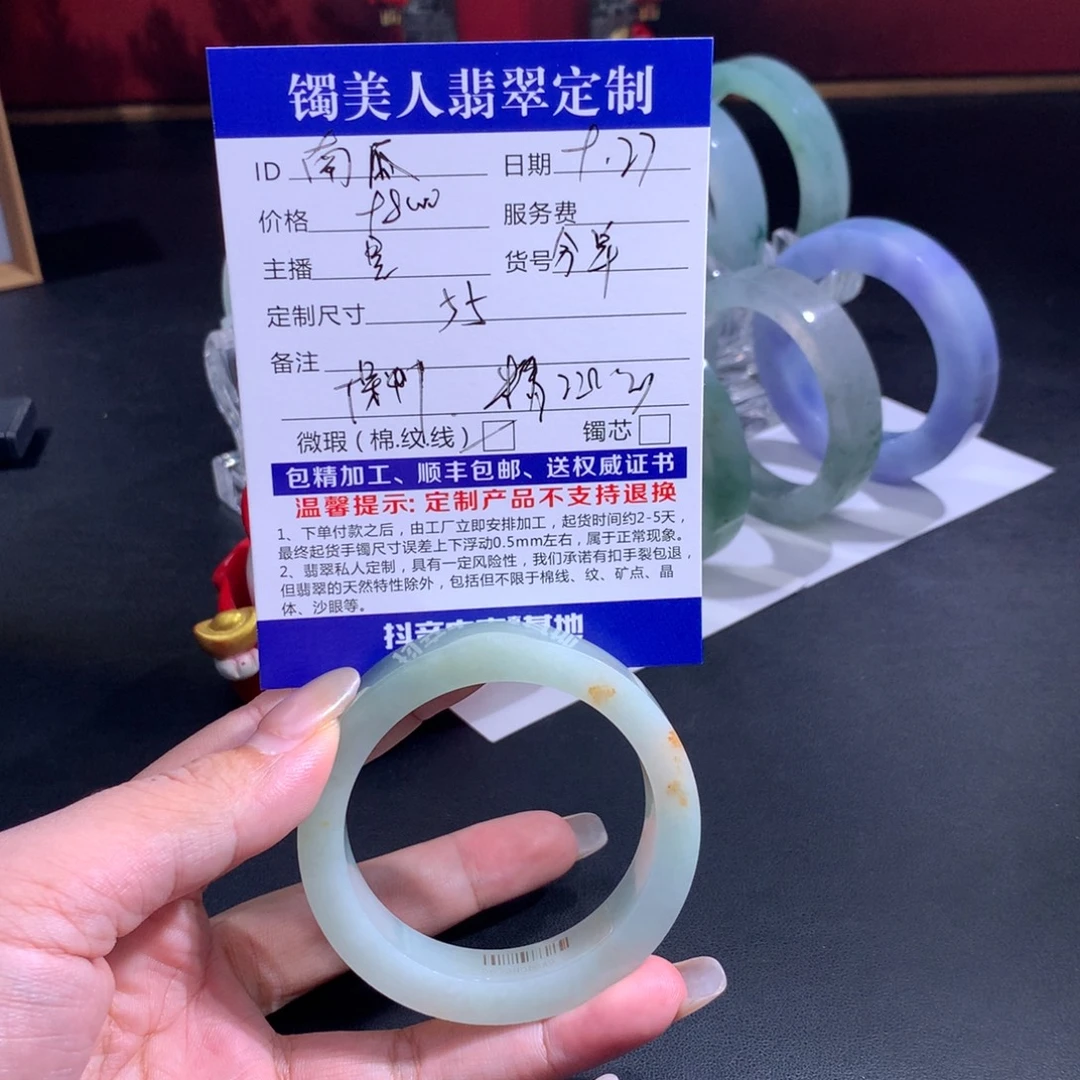 镯美人翡翠定制
ID 南瓜 日期
价格 服务费
主播 货号
定制尺寸 55
备注
微瑕（棉.纹.线） 镯芯
包精加工、顺丰包邮、送权威证书
温馨提示: 定制产品不支持退换
1、下单付款之后，由工厂立即安排加工，起货时间约2-5天，
最终起货手镯尺寸误差上下浮动0.5mm左右，属于正常现象。
2、翡翠私人定制，具有一定风险性，我们承诺有扣手裂包退，
但翡翠的天然特性除外，包括但不限于棉线、纹、矿点、晶
体、沙眼等。
基地